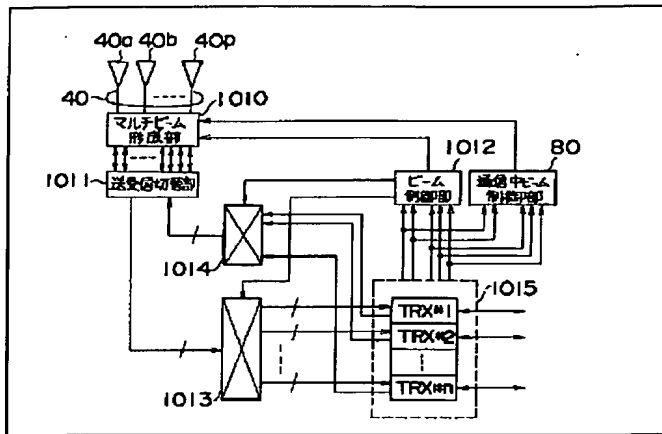 40a 40b 40p
40
1010
マルチビーム
形成部
1012
80
1011
送受信切替部
ビーム
制御部
通信中ビーム
制御部
1014
1015
TRX#1
TRX#2
TRX#n
1013